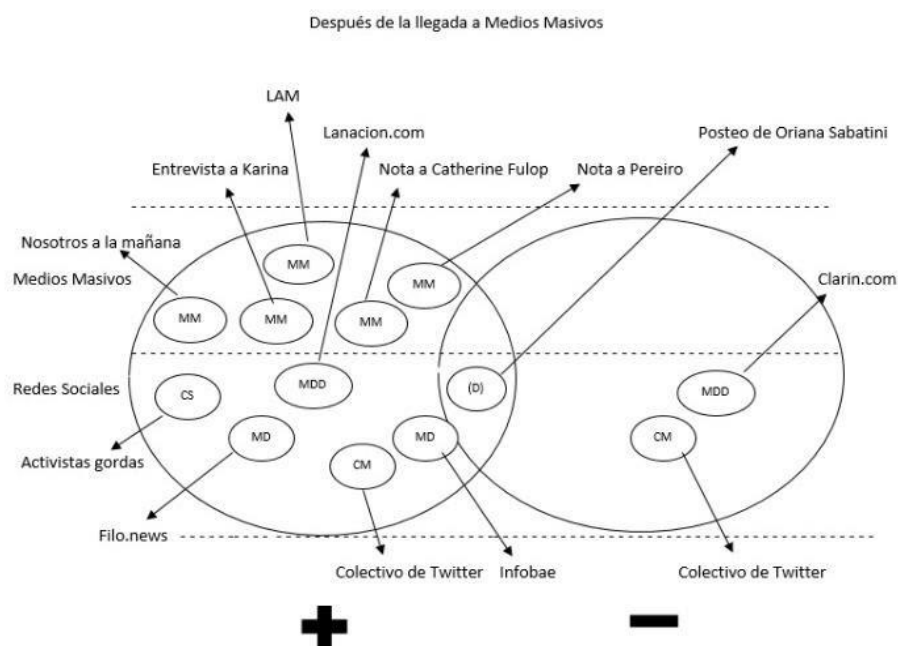 Después de la llegada a Medios Masivos
LAM
Lanacion.com
Posteo de Oriana Sabatini
Entrevista a Karina
Nota a Catherine Fulop
Nota a Pereiro
Nosotros a la mañana
Medios Masivos
Clarin.com
MM
MM
MM
MM
MM
Redes Sociales
CS
MDD
(D)
MDD
MD
MD
CM
CM
Activistas gordas
Filo.news
Colectivo de Twitter
Infobae
Colectivo de Twitter
+
-